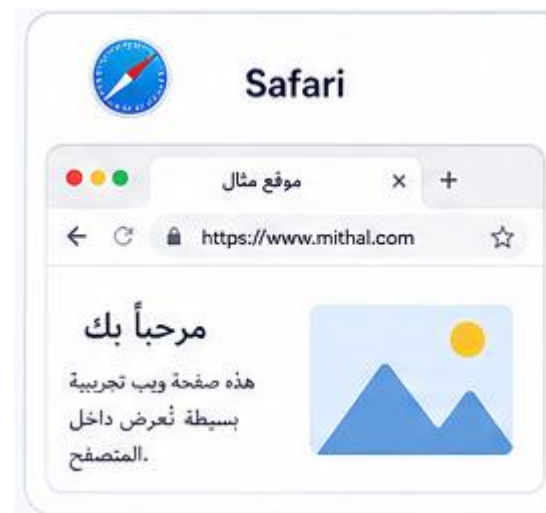 Safari
موقع مثال
https://www.mithal.com
مرحباً بك
هذه صفحة ويب تجريبية
بسيطة تُعرض داخل
المتصفح.